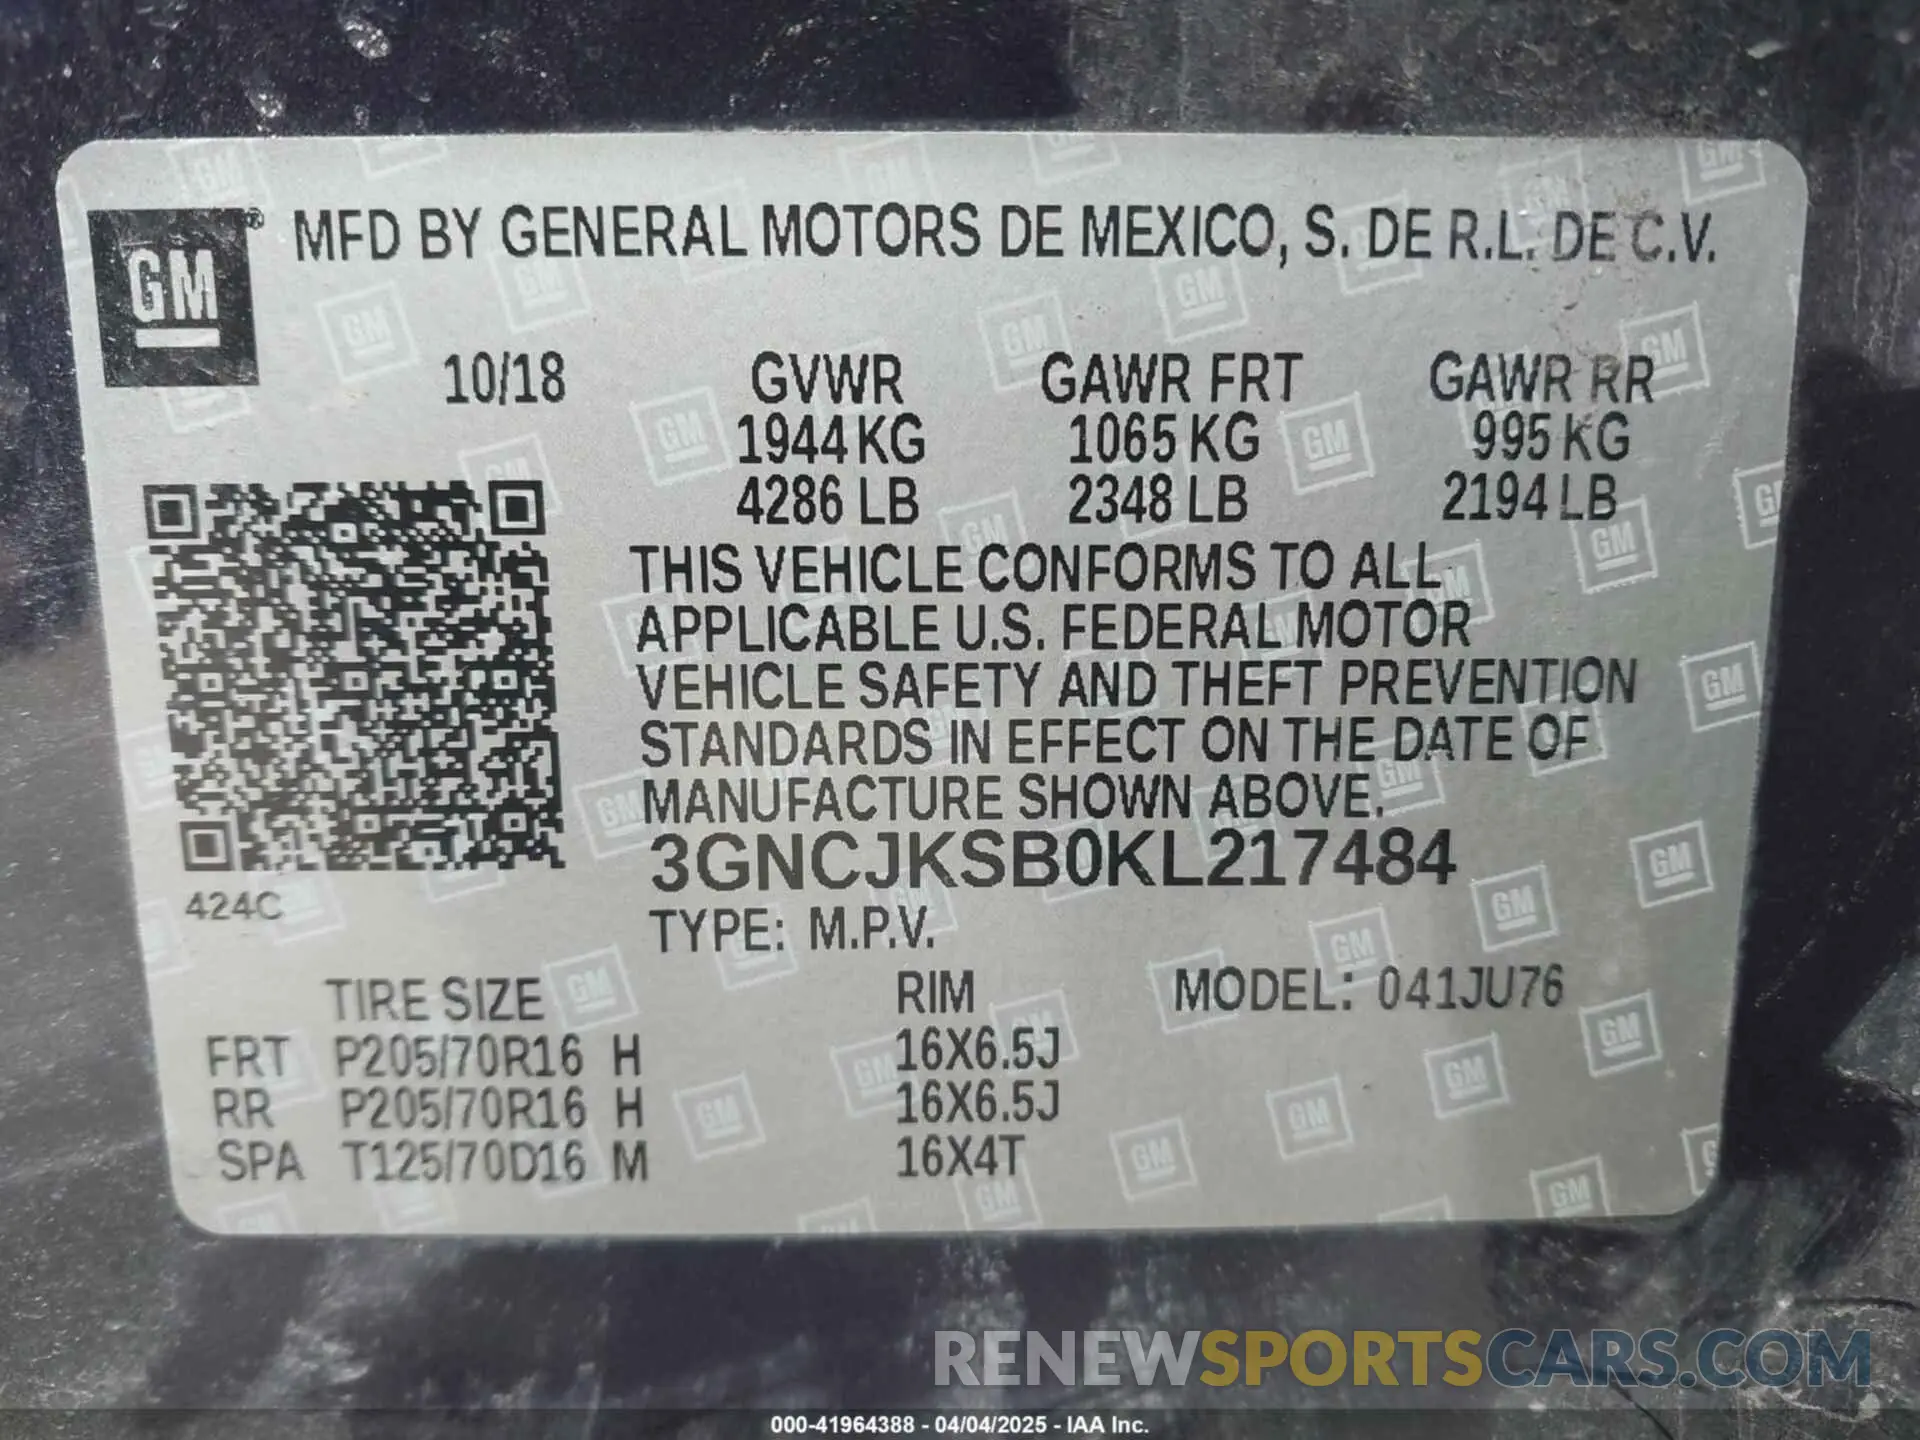 GM®
MFD BY GENERAL MOTORS DE MEXICO, S. DE R.L. DE C.V.
10/18 GVWR GAWR FRT GAWR RR
1944 KG 1065 KG 995 KG
4286 LB 2348 LB 2194 LB
THIS VEHICLE CONFORMS TO ALL
APPLICABLE U.S. FEDERAL MOTOR
VEHICLE SAFETY AND THEFT PREVENTION
STANDARDS IN EFFECT ON THE DATE OF
MANUFACTURE SHOWN ABOVE.
3GNCJKSB0KL217484
424C
TYPE: M.P.V.
TIRE SIZE RIM MODEL: 041JU76
FRT P205/70R16 H 16X6.5J
RR P205/70R16 H 16X6.5J
SPA T125/70D16 M 16X4T
RENEWSPORTSCARS.COM
000-41964388 - 04/04/2025 - IAA Inc.